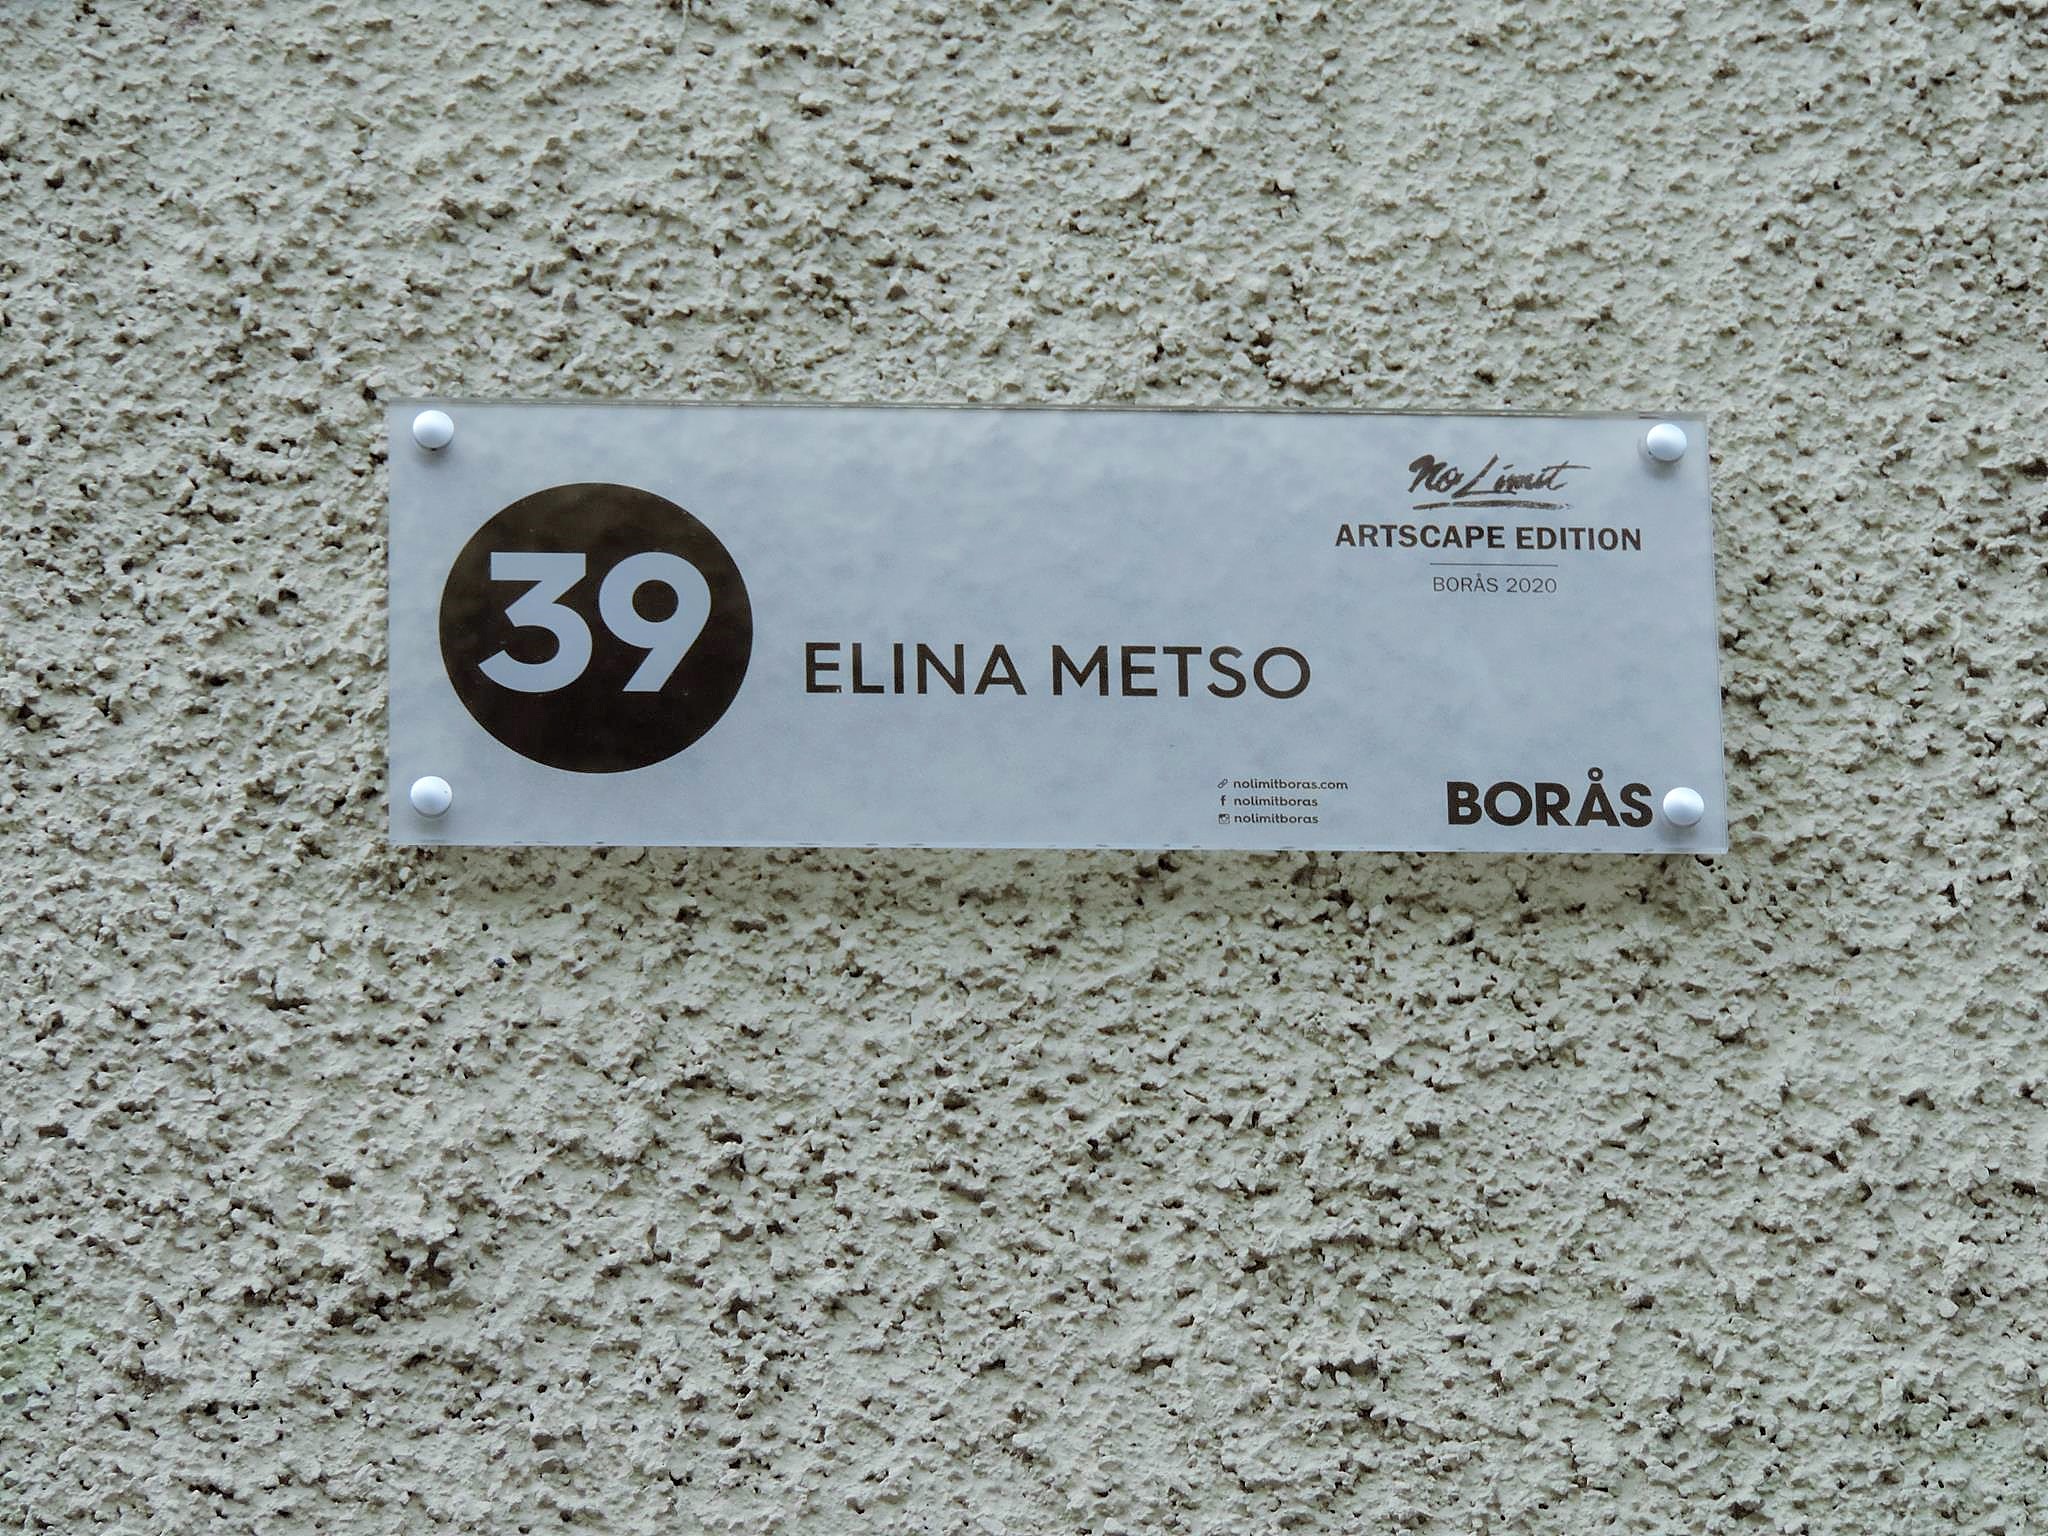 39
ELINA METSO
No Limit
ARTSCAPE EDITION
BORÅS 2020
nolimitboras.com
nolimitboras
nolimitboras
BORÅS